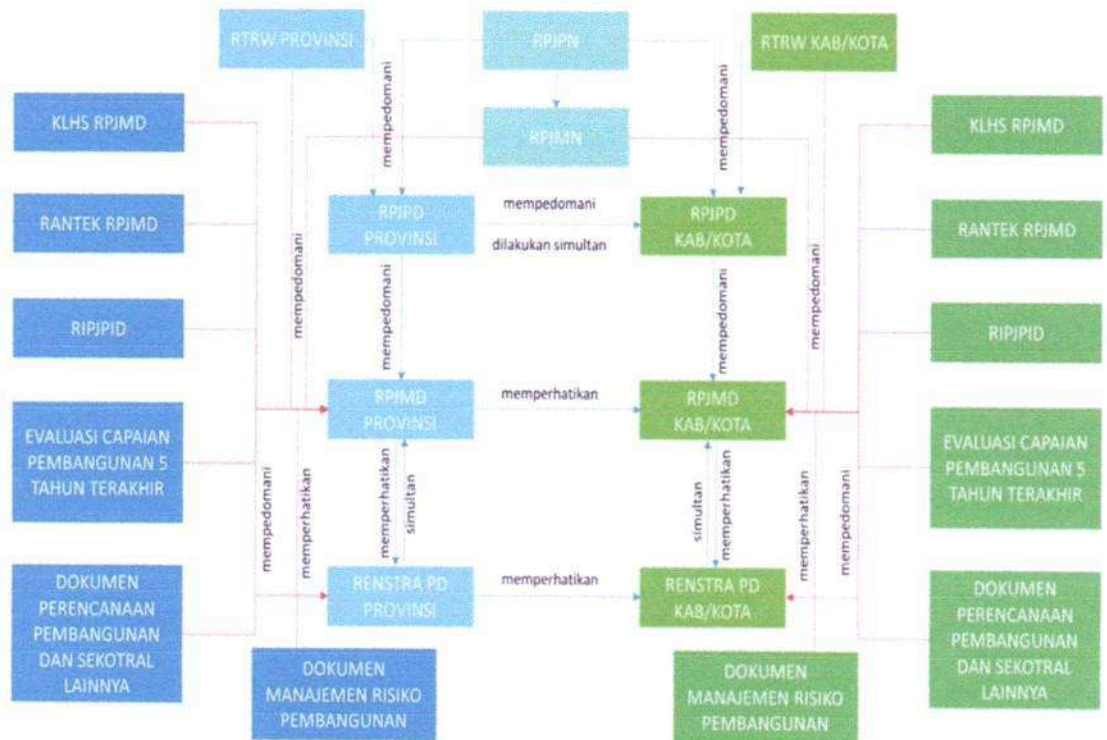 RTRW PROVINSI
RPJPN
RTRW KAB/KOTA
KLHS RPJMD
mempedomani
RPJMN
mempedomani
KLHS RPJMD
RANTEK RPJMD
RPJPD
PROVINSI
mempedomani
dilakukan simultan
RPJPD
KAB/KOTA
RANTEK RPJMD
mempedomani
mempedomani
mempedomani
mempedomani
RIPJPID
RIPJPID
RPJMD
PROVINSI
memperhatikan
RPJMD
KAB/KOTA
EVALUASI CAPAIAN
PEMBANGUNAN 5
TAHUN TERAKHIR
EVALUASI CAPAIAN
PEMBANGUNAN 5
TAHUN TERAKHIR
mempedomani
memperhatikan
memperhatikan
simultan
simultan
memperhatikan
memperhatikan
mempedomani
RENSTRA PD
PROVINSI
memperhatikan
RENSTRA PD
KAB/KOTA
DOKUMEN
PERENCANAAN
PEMBANGUNAN
DAN SEKOTRAL
LAINNYA
DOKUMEN
MANAJEMEN RISIKO
PEMBANGUNAN
DOKUMEN
MANAJEMEN RISIKO
PEMBANGUNAN
DOKUMEN
PERENCANAAN
PEMBANGUNAN
DAN SEKOTRAL
LAINNYA